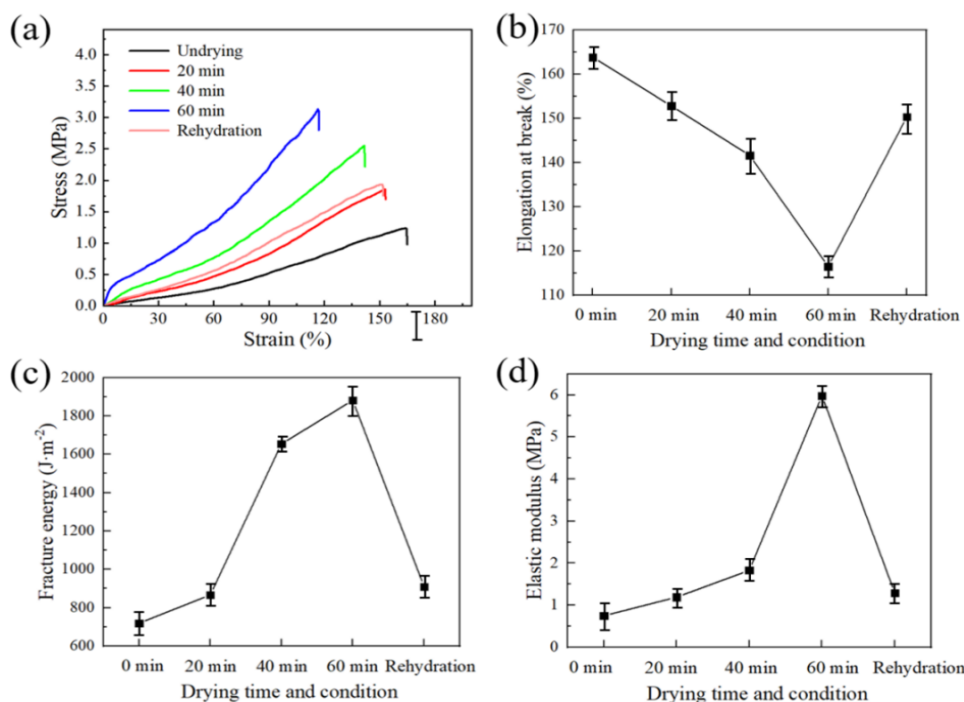 (a)
Stress (MPa)
4.0
3.5
3.0
2.5
2.0
1.5
1.0
0.5
0.0
Undrying
20 min
40 min
60 min
Rehydration
0 30 60 90 120 150 180
Strain (%)
(b)
Elongation at break (%)
170
160
150
140
130
120
110
0 min 20 min 40 min 60 min Rehydration
Drying time and condition
(c)
Fracture energy (J·m⁻²)
2000
1800
1600
1400
1200
1000
800
600
0 min 20 min 40 min 60 min Rehydration
Drying time and condition
(d)
Elastic modulus (MPa)
6
5
4
3
2
1
0
0 min 20 min 40 min 60 min Rehydration
Drying time and condition